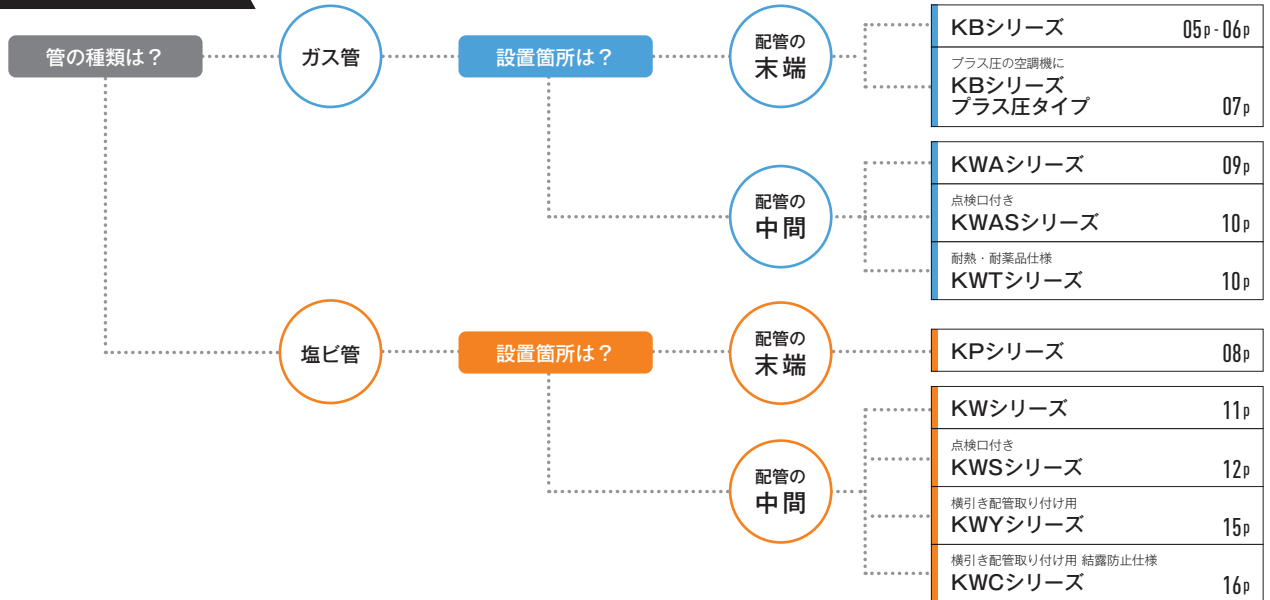 管の種類は？
ガス管
設置箇所は？
配管の
末端
KBシリーズ 05p-06p
プラス圧の空調機に
KBシリーズ
プラス圧タイプ 07p
配管の
中間
KWAシリーズ 09p
点検口付き
KWASシリーズ 10p
耐熱・耐薬品仕様
KWTシリーズ 10p
塩ビ管
設置箇所は？
配管の
末端
KPシリーズ 08p
配管の
中間
KWシリーズ 11p
点検口付き
KWSシリーズ 12p
横引き配管取り付け用
KWYシリーズ 15p
横引き配管取り付け用 結露防止仕様
KWCシリーズ 16p